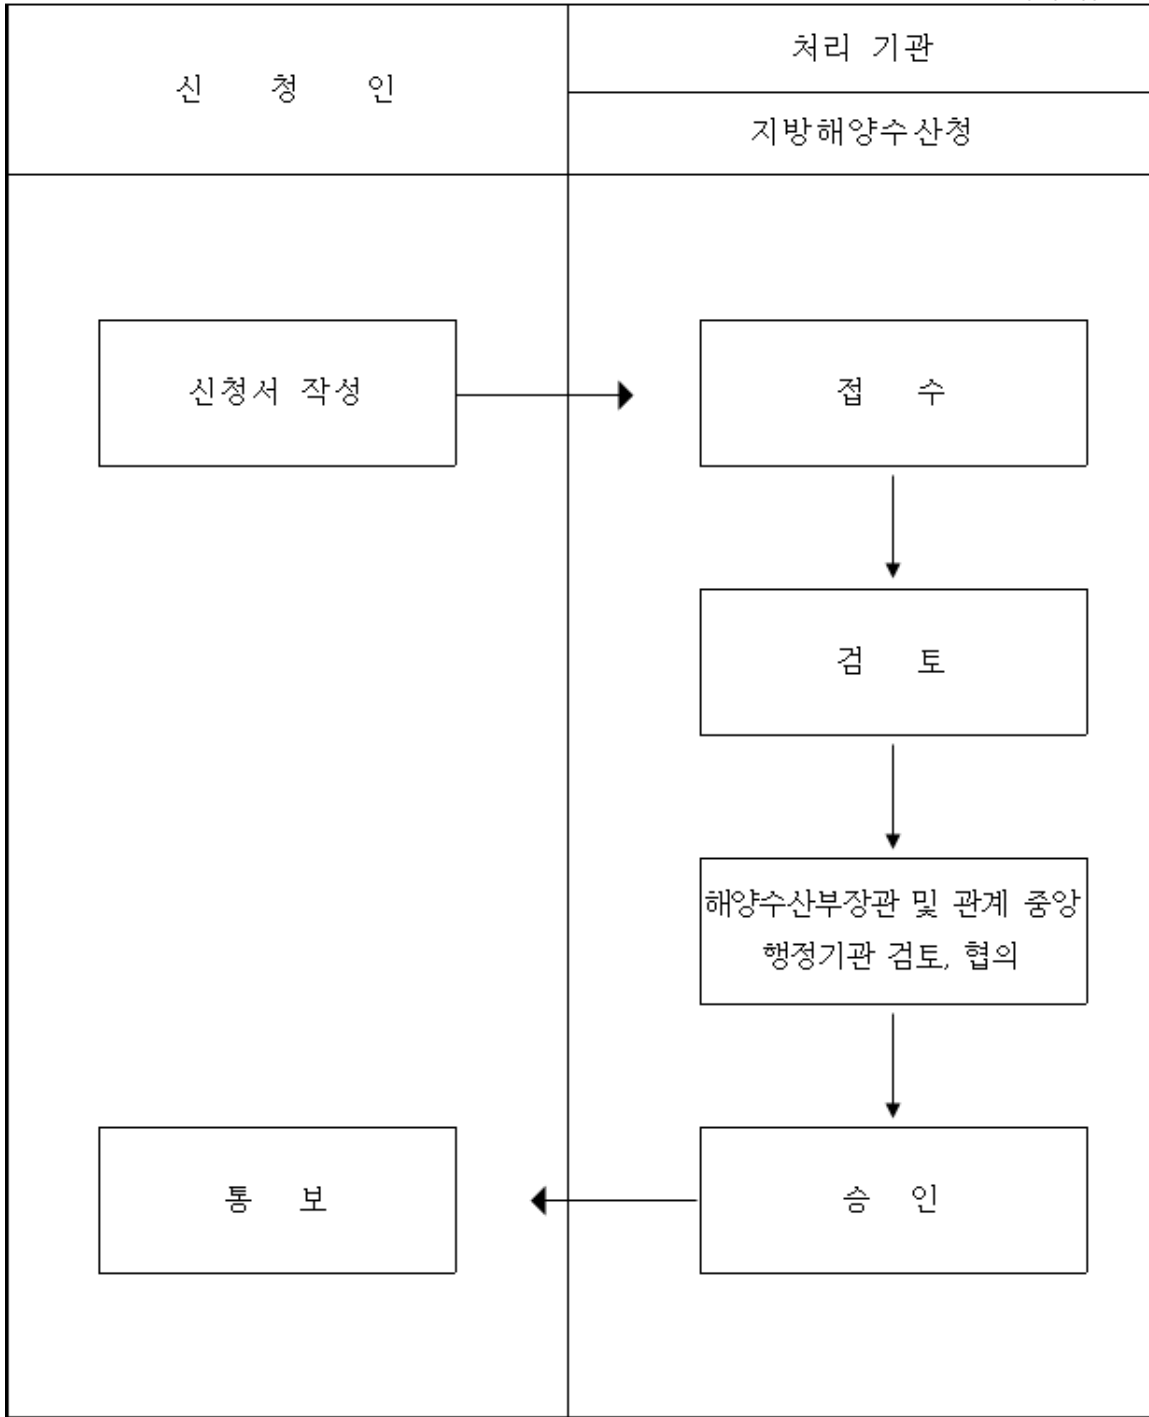 신 청 인
처리 기관
지방해양수산청
신청서 작성
접 수
검 토
해양수산부장관 및 관계 중앙
행정기관 검토, 협의
승 인
통 보